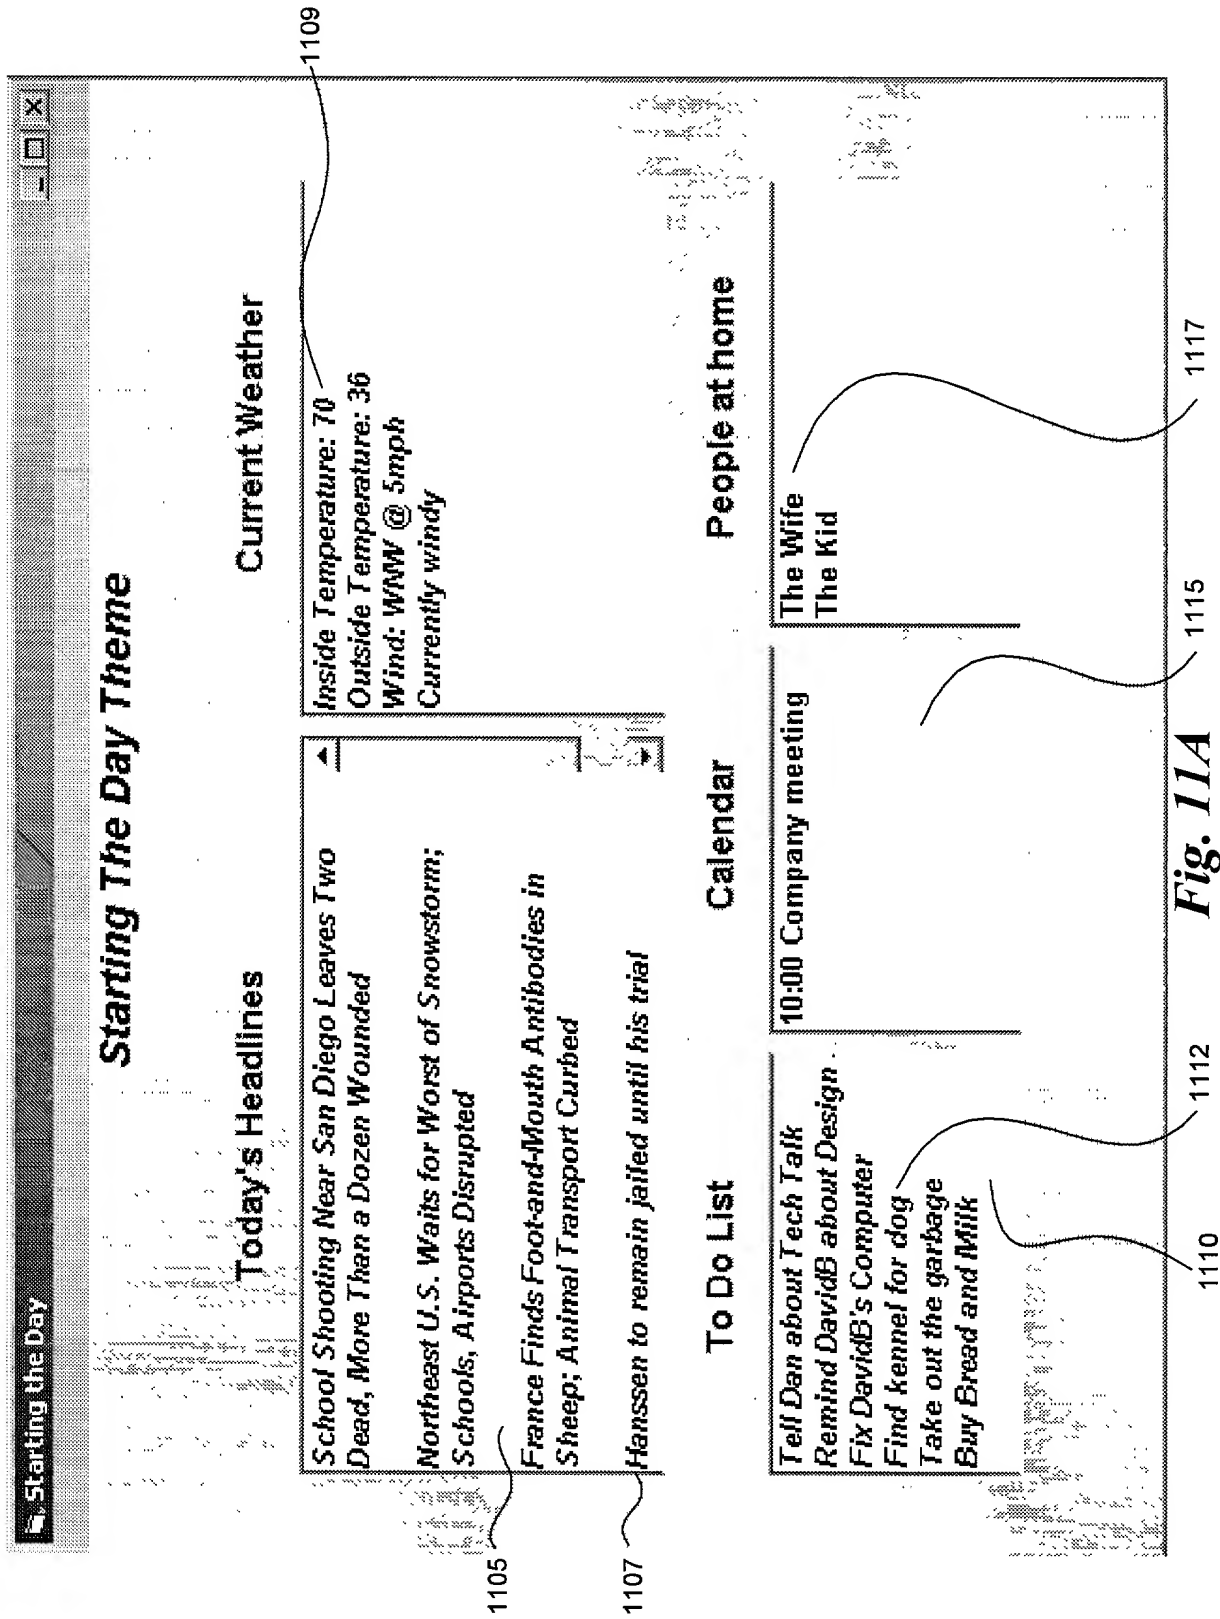 Starting the Day
Starting The Day Theme
Today's Headlines
School Shooting Near San Diego Leaves Two
Dead, More Than a Dozen Wounded
Northeast U.S. Waits for Worst of Snowstorm;
Schools, Airports Disrupted
France Finds Foot-and-Mouth Antibodies in
Sheep; Animal Transport Curbed
Hanssen to remain jailed until his trial
Current Weather
Inside Temperature: 70
Outside Temperature: 36
Wind: WNW @ 5mph
Currently windy
To Do List
Tell Dan about Tech Talk
Remind DavidB about Design
Fix DavidB's Computer
Find kennel for dog
Take out the garbage
Buy Bread and Milk
Calendar
10:00 Company meeting
People at home
The Wife
The Kid
1105
1107
1109
1110
1112
1115
1117
Fig. 11A